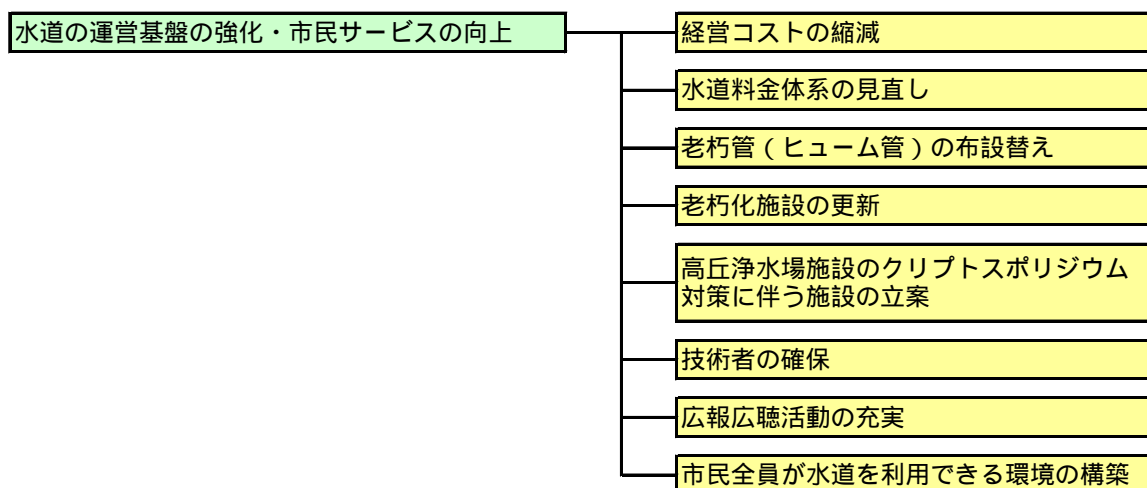 水道の運営基盤の強化・市民サービスの向上
経営コストの縮減
水道料金体系の見直し
老朽管（ヒューム管）の布設替え
老朽化施設の更新
高丘浄水場施設のクリプトスポリジウム
対策に伴う施設の立案
技術者の確保
広報広聴活動の充実
市民全員が水道を利用できる環境の構築